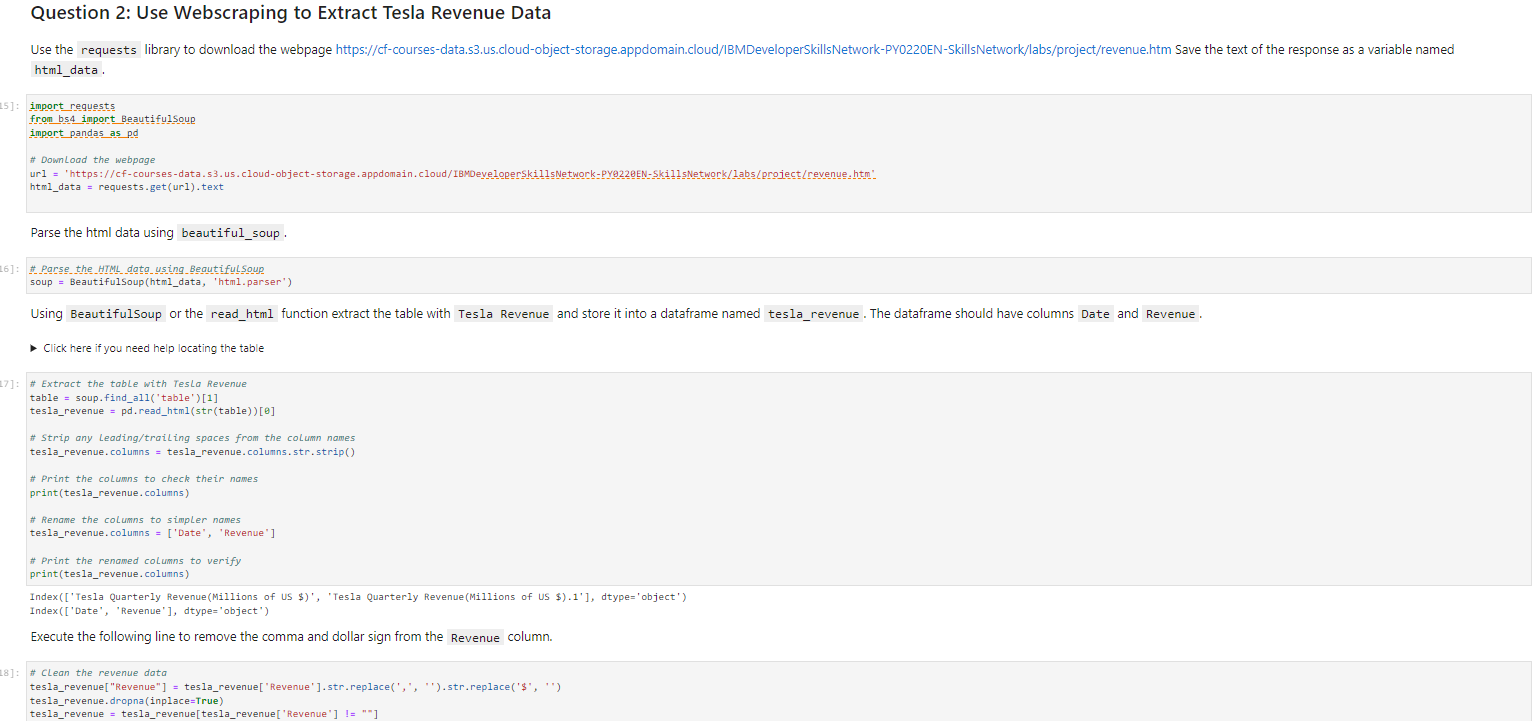 Question 2: Use Webscraping to Extract Tesla Revenue Data
Use the requests library to download the webpage https://cf-courses-data.s3.us.cloud-object-storage.appdomain.cloud/IBMDeveloperSkillsNetwork-PY0220EN-SkillsNetwork/labs/project/revenue.htm Save the text of the response as a variable named
html_data.
15]: import requests
from bs4 import BeautifulSoup
import pandas as pd
# Download the webpage
url = 'https://cf-courses-data.s3.us.cloud-object-storage.appdomain.cloud/IBMDeveloperSkillsNetwork-PY0220EN-SkillsNetwork/labs/project/revenue.htm'
html_data = requests.get(url).text
Parse the html data using beautiful_soup.
16]: # Parse the HTML data using BeautifulSoup
soup = BeautifulSoup(html_data, 'html.parser')
Using BeautifulSoup or the read_html function extract the table with Tesla Revenue and store it into a dataframe named tesla_revenue. The dataframe should have columns Date and Revenue.
▶ Click here if you need help locating the table
17]: # Extract the table with Tesla Revenue
table = soup.find_all('table')[1]
tesla_revenue = pd.read_html(str(table))[0]
# Strip any leading/trailing spaces from the column names
tesla_revenue.columns = tesla_revenue.columns.str.strip()
# Print the columns to check their names
print(tesla_revenue.columns)
# Rename the columns to simpler names
tesla_revenue.columns = ['Date', 'Revenue']
# Print the renamed columns to verify
print(tesla_revenue.columns)
Index(['Tesla Quarterly Revenue(Millions of US $)', 'Tesla Quarterly Revenue(Millions of US $).1'], dtype='object')
Index(['Date', 'Revenue'], dtype='object')
Execute the following line to remove the comma and dollar sign from the Revenue column.
18]: # Clean the revenue data
tesla_revenue["Revenue"] = tesla_revenue['Revenue'].str.replace(',', '').str.replace('$', '')
tesla_revenue.dropna(inplace=True)
tesla_revenue = tesla_revenue[tesla_revenue['Revenue'] != ""]